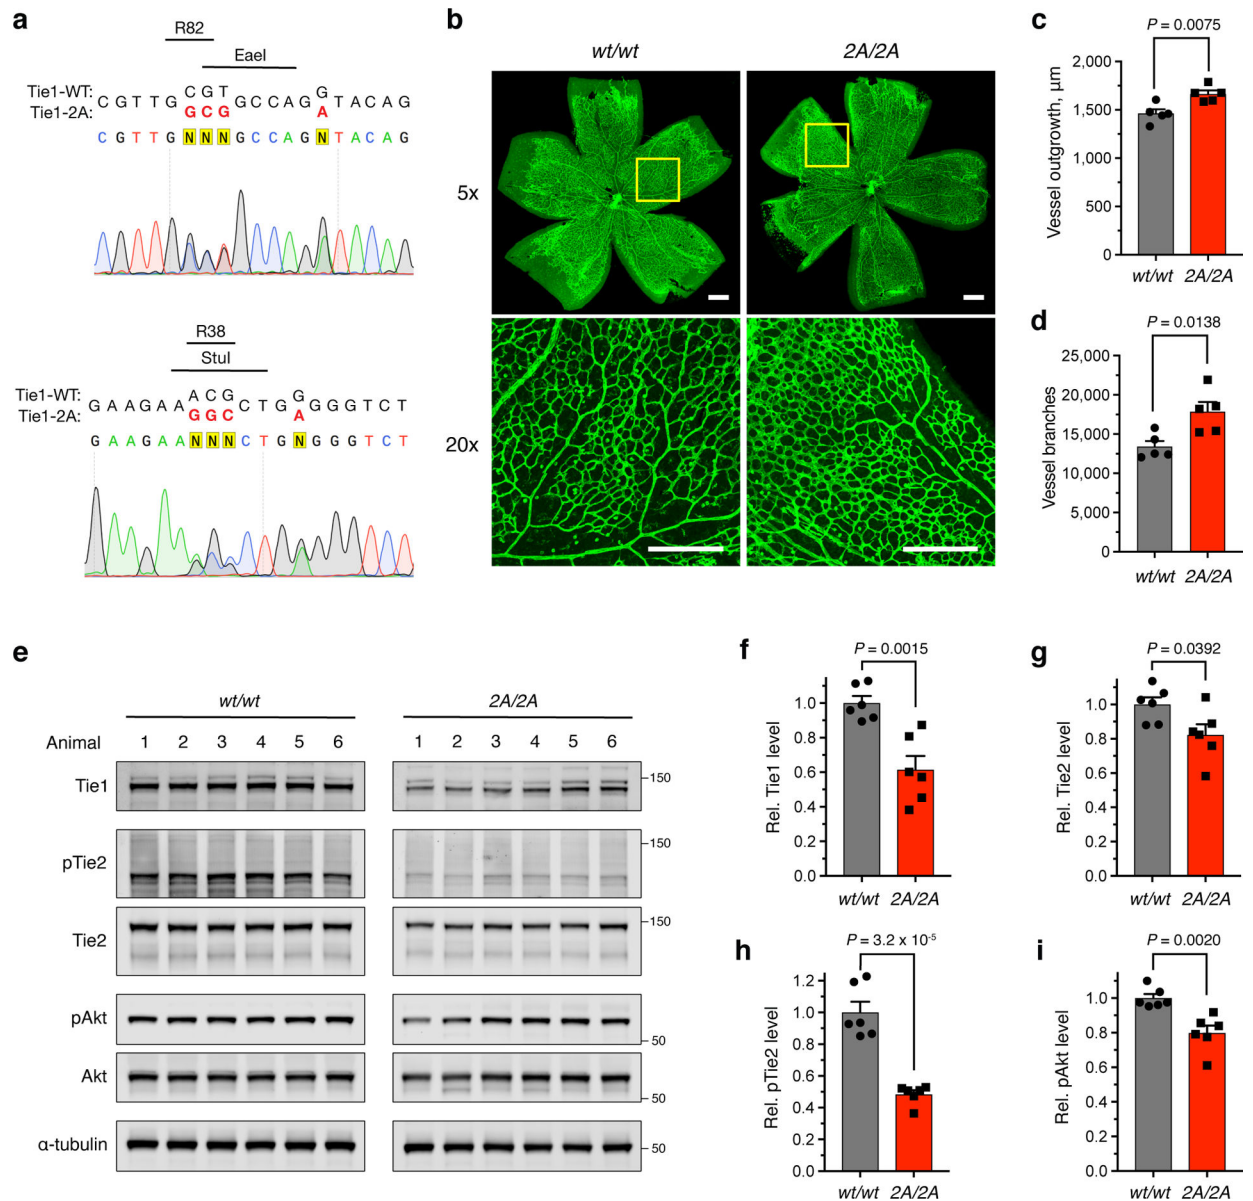 a
R82
EaeI
Tie1-WT: CGTTGCGTGCCAGGTACAG
Tie1-2A: GCG A
CGTTGNNNGCCAGNTACAG
R38
StuI
Tie1-WT: GAAGAAACGCTGGGGGTCT
Tie1-2A: GGC A
GAAGAANNNCTGNGGGTCT
b
wt/wt
2A/2A
5x
20x
c
P = 0.0075
Vessel outgrowth, µm
2,000
1,500
1,000
500
0
wt/wt
2A/2A
d
P = 0.0138
Vessel branches
25,000
20,000
15,000
10,000
5,000
0
wt/wt
2A/2A
e
wt/wt
2A/2A
Animal 1 2 3 4 5 6 1 2 3 4 5 6
Tie1
150
pTie2
150
Tie2
150
pAkt
50
Akt
50
α-tubulin
50
f
P = 0.0015
Rel. Tie1 level
1.0
0.8
0.6
0.4
0.2
0.0
wt/wt
2A/2A
g
P = 0.0392
Rel. Tie2 level
1.0
0.8
0.6
0.4
0.2
0.0
wt/wt
2A/2A
h
P = 3.2 x 10⁻⁵
Rel. pTie2 level
1.2
1.0
0.8
0.6
0.4
0.2
0.0
wt/wt
2A/2A
i
P = 0.0020
Rel. pAkt level
1.0
0.8
0.6
0.4
0.2
0.0
wt/wt
2A/2A